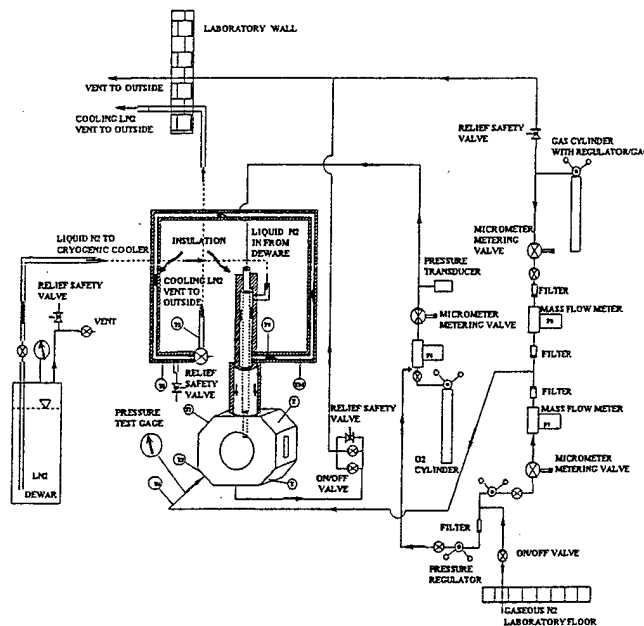 LABORATORY WALL
VENT TO OUTSIDE
COOLING LN2
VENT TO OUTSIDE
RELIEF SAFETY
VALVE
GAS CYLINDER
WITH REGULATOR/GAG
LIQUID N2 TO
CRYOGENIC COOLER
INSULATION
LIQUID N2
IN FROM
DEWARE
COOLING LN2
VENT TO
OUTSIDE
MICROMETER
METERING VALVE
PRESSURE
TRANSDUCER
RELIEF SAFETY
VALVE
VENT
FILTER
MASS FLOW METER
MICROMETER
METERING VALVE
FILTER
RELIEF
SAFETY
VALVE
FILTER
PRESSURE
TEST GAGE
MASS FLOW METER
RELIEF SAFETY
VALVE
O2
CYLINDER
MICROMETER
METERING VALVE
LN2
DEWAR
ON/OFF
VALVE
FILTER
ON/OFF VALVE
PRESSURE
REGULATOR
GASEOUS N2
LABORATORY FLOOR